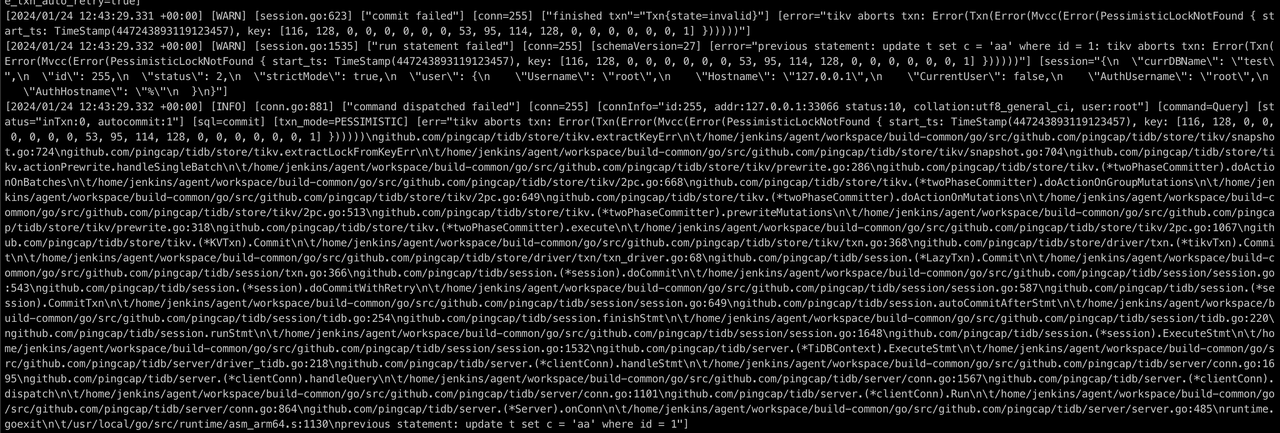 e_txn_auto_retry=true]
[2024/01/24 12:43:29.331 +00:00] [WARN] [session.go:623] ["commit failed"] [conn=255] ["finished txn"="Txn{state=invalid}"] [error="tikv aborts txn: Error(Txn(Error(Mvcc(Error(PessimisticLockNotFound { st
art_ts: TimeStamp(447243893119123457), key: [116, 128, 0, 0, 0, 0, 0, 0, 53, 95, 114, 128, 0, 0, 0, 0, 0, 0, 1] })))))"]
[2024/01/24 12:43:29.332 +00:00] [WARN] [session.go:1535] ["run statement failed"] [conn=255] [schemaVersion=27] [error="previous statement: update t set c = 'aa' where id = 1: tikv aborts txn: Error(Txn(E
rror(Mvcc(Error(PessimisticLockNotFound { start_ts: TimeStamp(447243893119123457), key: [116, 128, 0, 0, 0, 0, 0, 0, 53, 95, 114, 128, 0, 0, 0, 0, 0, 0, 1] })))))"] [session="{\n  \"currDBName\": \"test\
",\n  \"id\": 255,\n  \"status\": 2,\n  \"strictMode\": true,\n  \"user\": {\n    \"Username\": \"root\",\n    \"Hostname\": \"127.0.0.1\",\n    \"CurrentUser\": false,\n    \"AuthUsername\": \"root\",\n
    \"AuthHostname\": \"%\"\n  }\n}"]
[2024/01/24 12:43:29.332 +00:00] [INFO] [conn.go:881] ["command dispatched failed"] [conn=255] [connInfo="id:255, addr:127.0.0.1:33066 status:10, collation:utf8_general_ci, user:root"] [command=Query] [st
atus="inTxn:0, autocommit:1"] [sql=commit] [txn_mode=PESSIMISTIC] [err="tikv aborts txn: Error(Txn(Error(Mvcc(Error(PessimisticLockNotFound { start_ts: TimeStamp(447243893119123457), key: [116, 128, 0, 0,
 0, 0, 0, 0, 53, 95, 114, 128, 0, 0, 0, 0, 0, 0, 1] }))))))\ngithub.com/pingcap/tidb/store/tikv.extractKeyErr\n\t/home/jenkins/agent/workspace/build-common/go/src/github.com/pingcap/tidb/store/tikv/snapsh
ot.go:724\ngithub.com/pingcap/tidb/store/tikv.extractLockFromKeyErr\n\t/home/jenkins/agent/workspace/build-common/go/src/github.com/pingcap/tidb/store/tikv/snapshot.go:704\ngithub.com/pingcap/tidb/store/ti
kv.actionPrewrite.handleSingleBatch\n\t/home/jenkins/agent/workspace/build-common/go/src/github.com/pingcap/tidb/store/tikv/prewrite.go:286\ngithub.com/pingcap/tidb/store/tikv.(*twoPhaseCommitter).doActio
nOnBatches\n\t/home/jenkins/agent/workspace/build-common/go/src/github.com/pingcap/tidb/store/tikv/2pc.go:668\ngithub.com/pingcap/tidb/store/tikv.(*twoPhaseCommitter).doActionOnGroupMutations\n\t/home/jen
kins/agent/workspace/build-common/go/src/github.com/pingcap/tidb/store/tikv/2pc.go:649\ngithub.com/pingcap/tidb/store/tikv.(*twoPhaseCommitter).doActionOnMutations\n\t/home/jenkins/agent/workspace/build-c
ommon/go/src/github.com/pingcap/tidb/store/tikv/2pc.go:513\ngithub.com/pingcap/tidb/store/tikv.(*twoPhaseCommitter).prewriteMutations\n\t/home/jenkins/agent/workspace/build-common/go/src/github.com/pingca
p/tidb/store/tikv/prewrite.go:318\ngithub.com/pingcap/tidb/store/tikv.(*twoPhaseCommitter).execute\n\t/home/jenkins/agent/workspace/build-common/go/src/github.com/pingcap/tidb/store/tikv/2pc.go:1067\ngith
ub.com/pingcap/tidb/store/tikv.(*KVTxn).Commit\n\t/home/jenkins/agent/workspace/build-common/go/src/github.com/pingcap/tidb/store/tikv/txn.go:368\ngithub.com/pingcap/tidb/store/driver/txn.(*tikvTxn).Commi
t\n\t/home/jenkins/agent/workspace/build-common/go/src/github.com/pingcap/tidb/store/driver/txn/txn_driver.go:68\ngithub.com/pingcap/tidb/session.(*LazyTxn).Commit\n\t/home/jenkins/agent/workspace/build-c
ommon/go/src/github.com/pingcap/tidb/session/txn.go:366\ngithub.com/pingcap/tidb/session.(*session).doCommit\n\t/home/jenkins/agent/workspace/build-common/go/src/github.com/pingcap/tidb/session/session.go
:543\ngithub.com/pingcap/tidb/session.(*session).doCommitWithRetry\n\t/home/jenkins/agent/workspace/build-common/go/src/github.com/pingcap/tidb/session/session.go:587\ngithub.com/pingcap/tidb/session.(*se
ssion).CommitTxn\n\t/home/jenkins/agent/workspace/build-common/go/src/github.com/pingcap/tidb/session/session.go:649\ngithub.com/pingcap/tidb/session.autoCommitAfterStmt\n\t/home/jenkins/agent/workspace/b
uild-common/go/src/github.com/pingcap/tidb/session/tidb.go:254\ngithub.com/pingcap/tidb/session.finishStmt\n\t/home/jenkins/agent/workspace/build-common/go/src/github.com/pingcap/tidb/session/tidb.go:220\
ngithub.com/pingcap/tidb/session.runStmt\n\t/home/jenkins/agent/workspace/build-common/go/src/github.com/pingcap/tidb/session/session.go:1648\ngithub.com/pingcap/tidb/session.(*session).ExecuteStmt\n\t/ho
me/jenkins/agent/workspace/build-common/go/src/github.com/pingcap/tidb/session/session.go:1532\ngithub.com/pingcap/tidb/server.(*TiDBContext).ExecuteStmt\n\t/home/jenkins/agent/workspace/build-common/go/s
rc/github.com/pingcap/tidb/server/driver_tidb.go:218\ngithub.com/pingcap/tidb/server.(*clientConn).handleStmt\n\t/home/jenkins/agent/workspace/build-common/go/src/github.com/pingcap/tidb/server/conn.go:16
95\ngithub.com/pingcap/tidb/server.(*clientConn).handleQuery\n\t/home/jenkins/agent/workspace/build-common/go/src/github.com/pingcap/tidb/server/conn.go:1567\ngithub.com/pingcap/tidb/server.(*clientConn).
dispatch\n\t/home/jenkins/agent/workspace/build-common/go/src/github.com/pingcap/tidb/server/conn.go:1101\ngithub.com/pingcap/tidb/server.(*clientConn).Run\n\t/home/jenkins/agent/workspace/build-common/go
/src/github.com/pingcap/tidb/server/conn.go:864\ngithub.com/pingcap/tidb/server.(*Server).onConn\n\t/home/jenkins/agent/workspace/build-common/go/src/github.com/pingcap/tidb/server/server.go:485\nruntime.
goexit\n\t/usr/local/go/src/runtime/asm_arm64.s:1130\nprevious statement: update t set c = 'aa' where id = 1"]